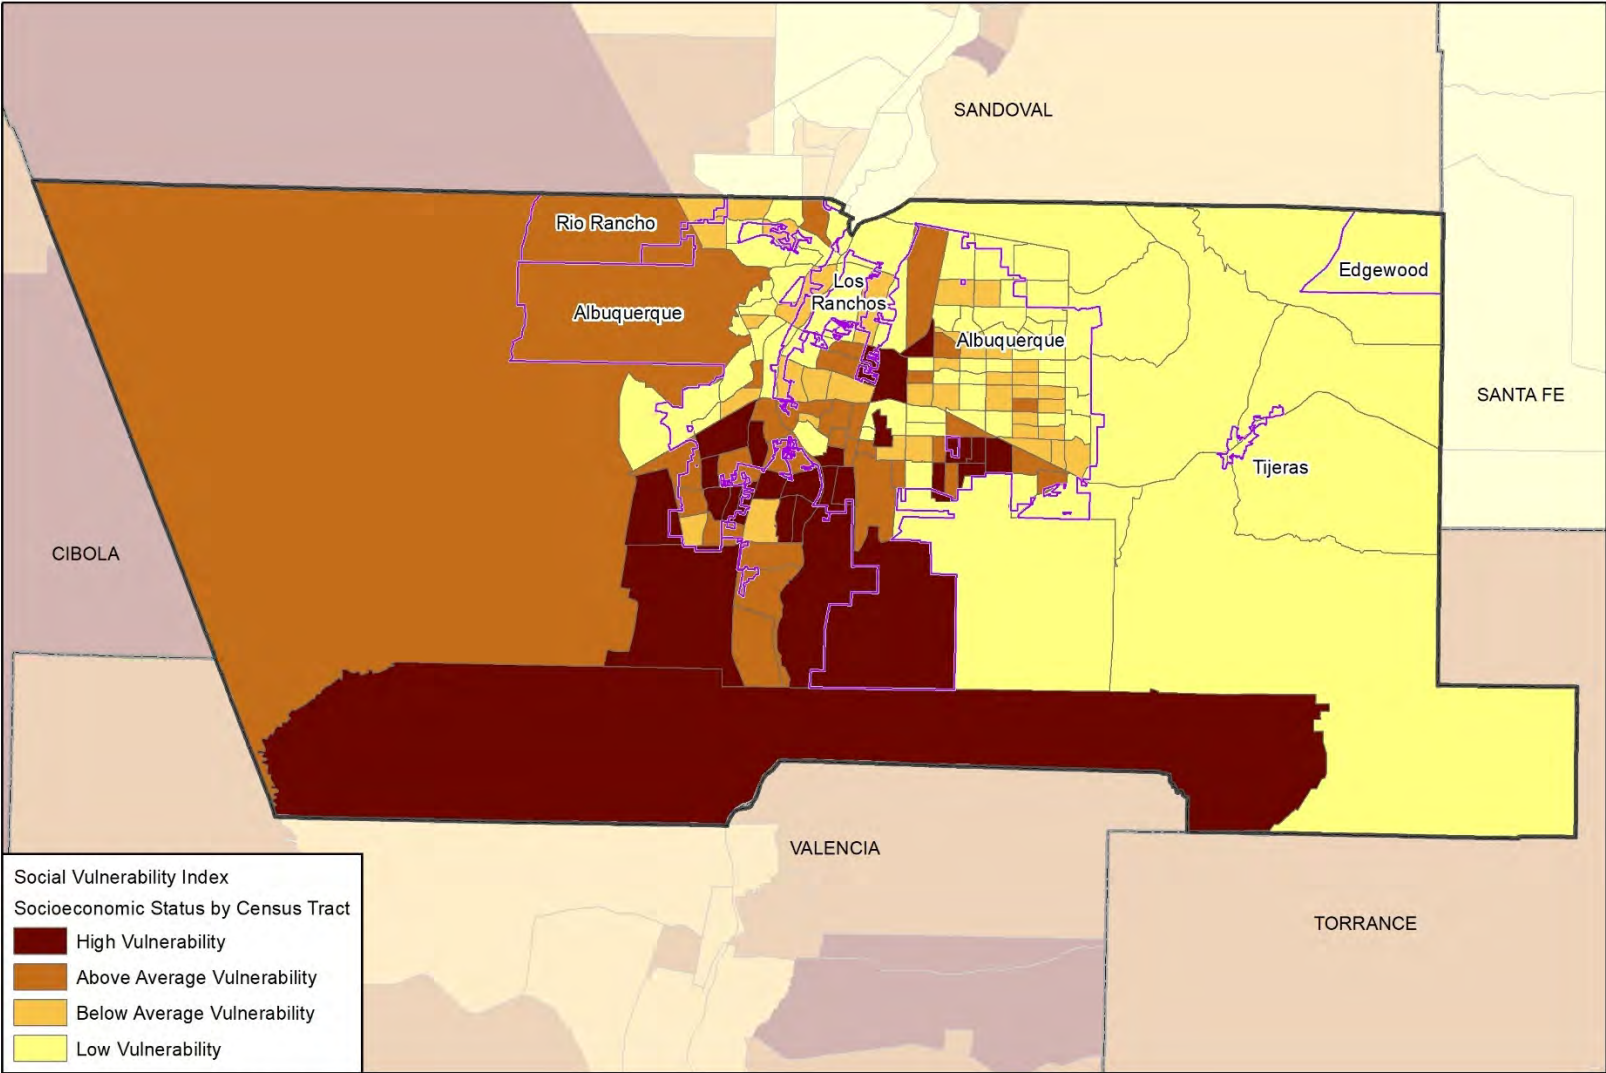 SANDOVAL
Rio Rancho
Edgewood
Los
Ranchos
Albuquerque
Albuquerque
SANTA FE
Tijeras
CIBOLA
VALENCIA
TORRANCE
Social Vulnerability Index
Socioeconomic Status by Census Tract
High Vulnerability
Above Average Vulnerability
Below Average Vulnerability
Low Vulnerability